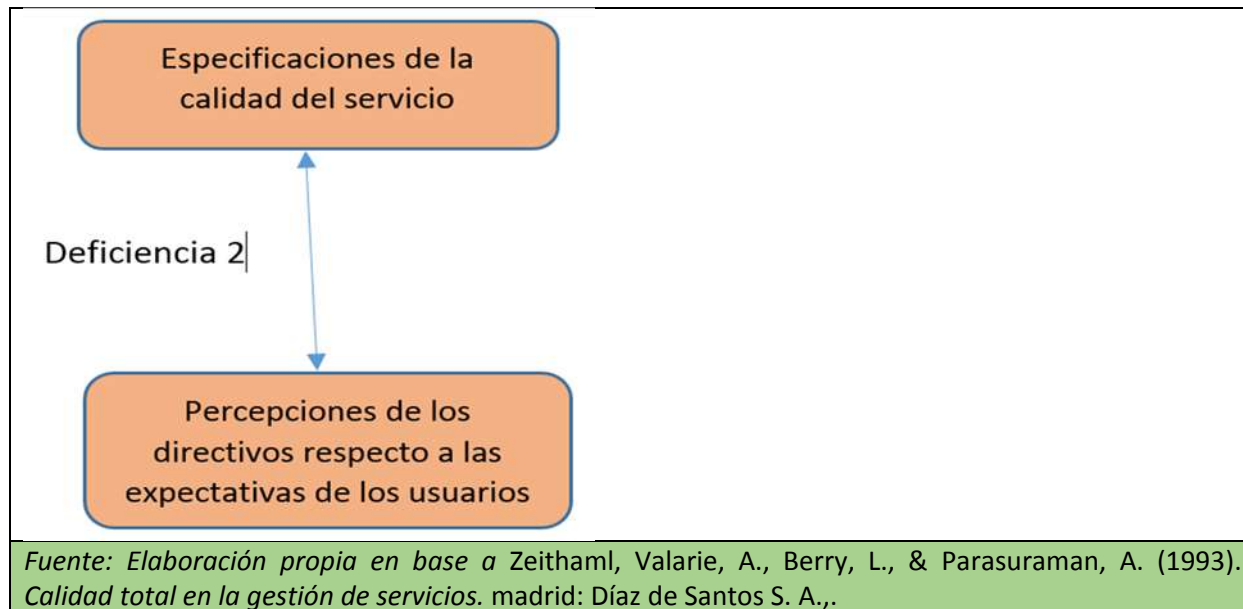 Especificaciones de la
calidad del servicio
Deficiencia 2
Percepciones de los
directivos respecto a las
expectativas de los usuarios
Fuente: Elaboración propia en base a Zeithaml, Valarie, A., Berry, L., & Parasuraman, A. (1993).
Calidad total en la gestión de servicios. madrid: Díaz de Santos S. A.,.